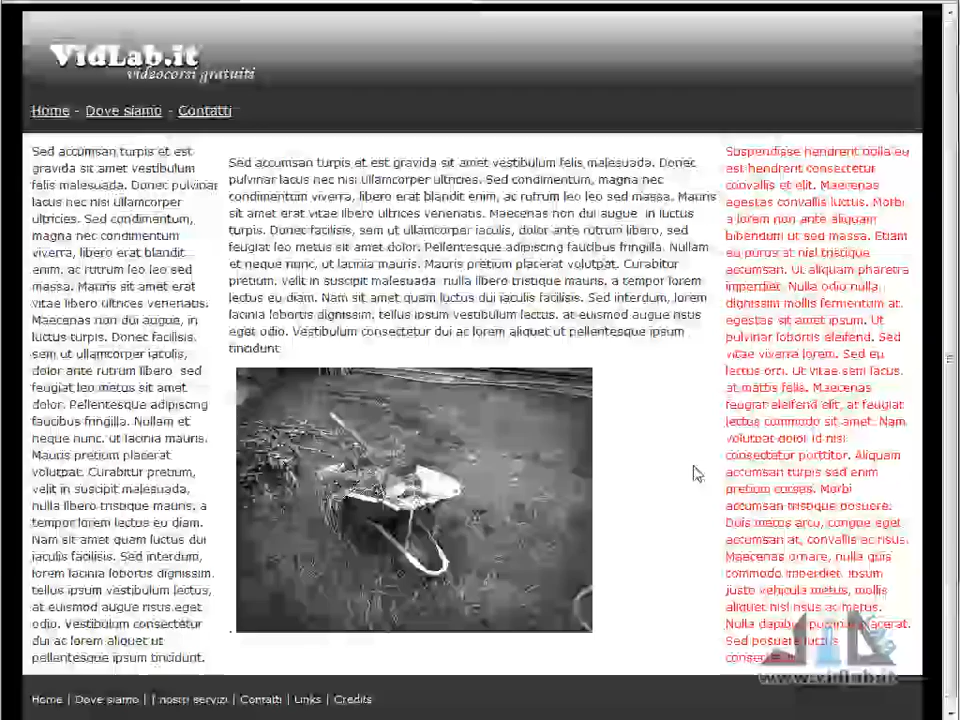 VidLab.it
videocorsi gratuiti
Home - Dove siamo - Contatti
Sed accumsan turpis et est
gravida sit amet vestibulum
felis malesuada. Donec pulvinar
lacus nec nisi ullamcorper
ultricies. Sed condimentum,
magna nec condimentum
viverra, libero erat blandit
enim, ac rutrum leo leo sed
massa. Mauris sit amet erat
vitae libero ultrices venenatis.
Maecenas non dui augue, in
luctus turpis. Donec facilisis,
sem ut ullamcorper iaculis,
dolor ante rutrum libero, sed
feugiat leo metus sit amet
dolor. Pellentesque adipiscing
faucibus fringilla. Nullam et
neque nunc, ut lacinia mauris.
Mauris pretium placerat
volutpat. Curabitur pretium,
velit in suscipit malesuada,
nulla libero tristique mauris, a
tempor lorem lectus eu diam.
Nam sit amet quam luctus dui
iaculis facilisis. Sed interdum,
lorem lacinia lobortis dignissim,
tellus ipsum vestibulum lectus,
at euismod augue risus eget
odio. Vestibulum consectetur
dui ac lorem aliquet ut
pellentesque ipsum tincidunt.
Sed accumsan turpis et est gravida sit amet vestibulum felis malesuada. Donec
pulvinar lacus nec nisi ullamcorper ultricies. Sed condimentum, magna nec
condimentum viverra, libero erat blandit enim, ac rutrum leo leo sed massa. Mauris
sit amet erat vitae libero ultrices venenatis. Maecenas non dui augue, in luctus
turpis. Donec facilisis, sem ut ullamcorper iaculis, dolor ante rutrum libero, sed
feugiat leo metus sit amet dolor. Pellentesque adipiscing faucibus fringilla. Nullam
et neque nunc, ut lacinia mauris. Mauris pretium placerat volutpat. Curabitur
pretium, velit in suscipit malesuada, nulla libero tristique mauris, a tempor lorem
lectus eu diam. Nam sit amet quam luctus dui iaculis facilisis. Sed interdum, lorem
lacinia lobortis dignissim, tellus ipsum vestibulum lectus, at euismod augue risus
eget odio. Vestibulum consectetur dui ac lorem aliquet ut pellentesque ipsum
tincidunt.
Suspendisse hendrerit nulla eu
est hendrerit consectetur
convallis et elit. Maecenas
egestas convallis luctus. Morbi
a lorem non ante aliquam
bibendum ut sed massa. Etiam
eu purus at nisl tristique
accumsan. Ut aliquam pharetra
imperdiet. Nulla odio nulla,
dignissim mollis fermentum at,
egestas sit amet ipsum. Ut
pulvinar lobortis eleifend. Sed
vitae viverra lorem. Sed eu
lectus orci. Ut vitae sem lacus,
at mattis felis. Maecenas
feugiat eleifend elit, at feugiat
lectus commodo sit amet. Nam
volutpat dolor id nisl
consectetur porttitor. Aliquam
accumsan turpis sed enim
pretium cursus. Morbi
accumsan tristique posuere.
Duis metus arcu, congue eget
accumsan at, convallis ac risus.
Maecenas ornare, nulla quis
commodo imperdiet, ipsum
justo vehicula metus, mollis
aliquet nisl risus ac metus.
Nulla dapibus
Sed posuere
www.vidlab.it
Home | Dove siamo | I nostri servizi | Contatti | Links | Credits